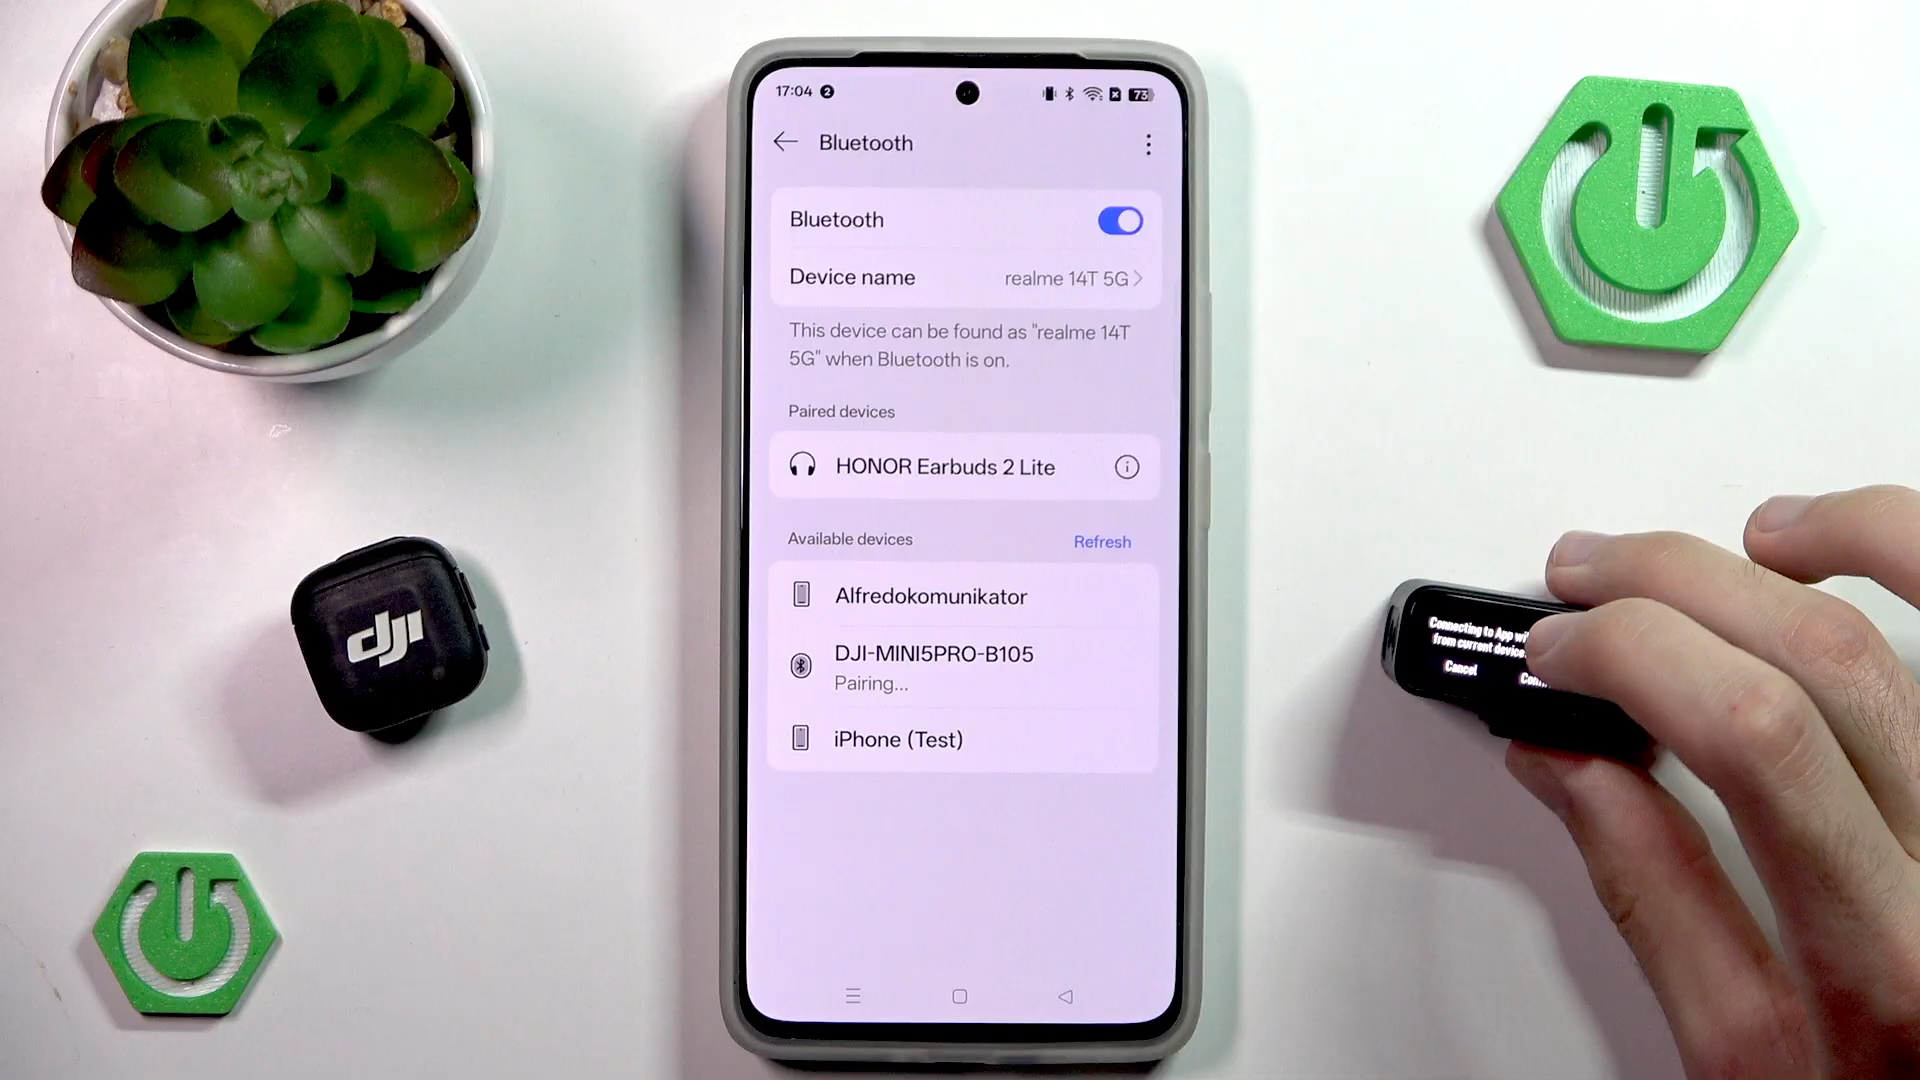 17:04 2
73
Bluetooth
Bluetooth
Device name
realme 14T 5G
This device can be found as "realme 14T
5G" when Bluetooth is on.
Paired devices
HONOR Earbuds 2 Lite
Available devices
Refresh
Alfredokomunikator
DJI-MINI5PRO-B105
Pairing...
iPhone (Test)
dji
Connecting to App
from current device
Cancel